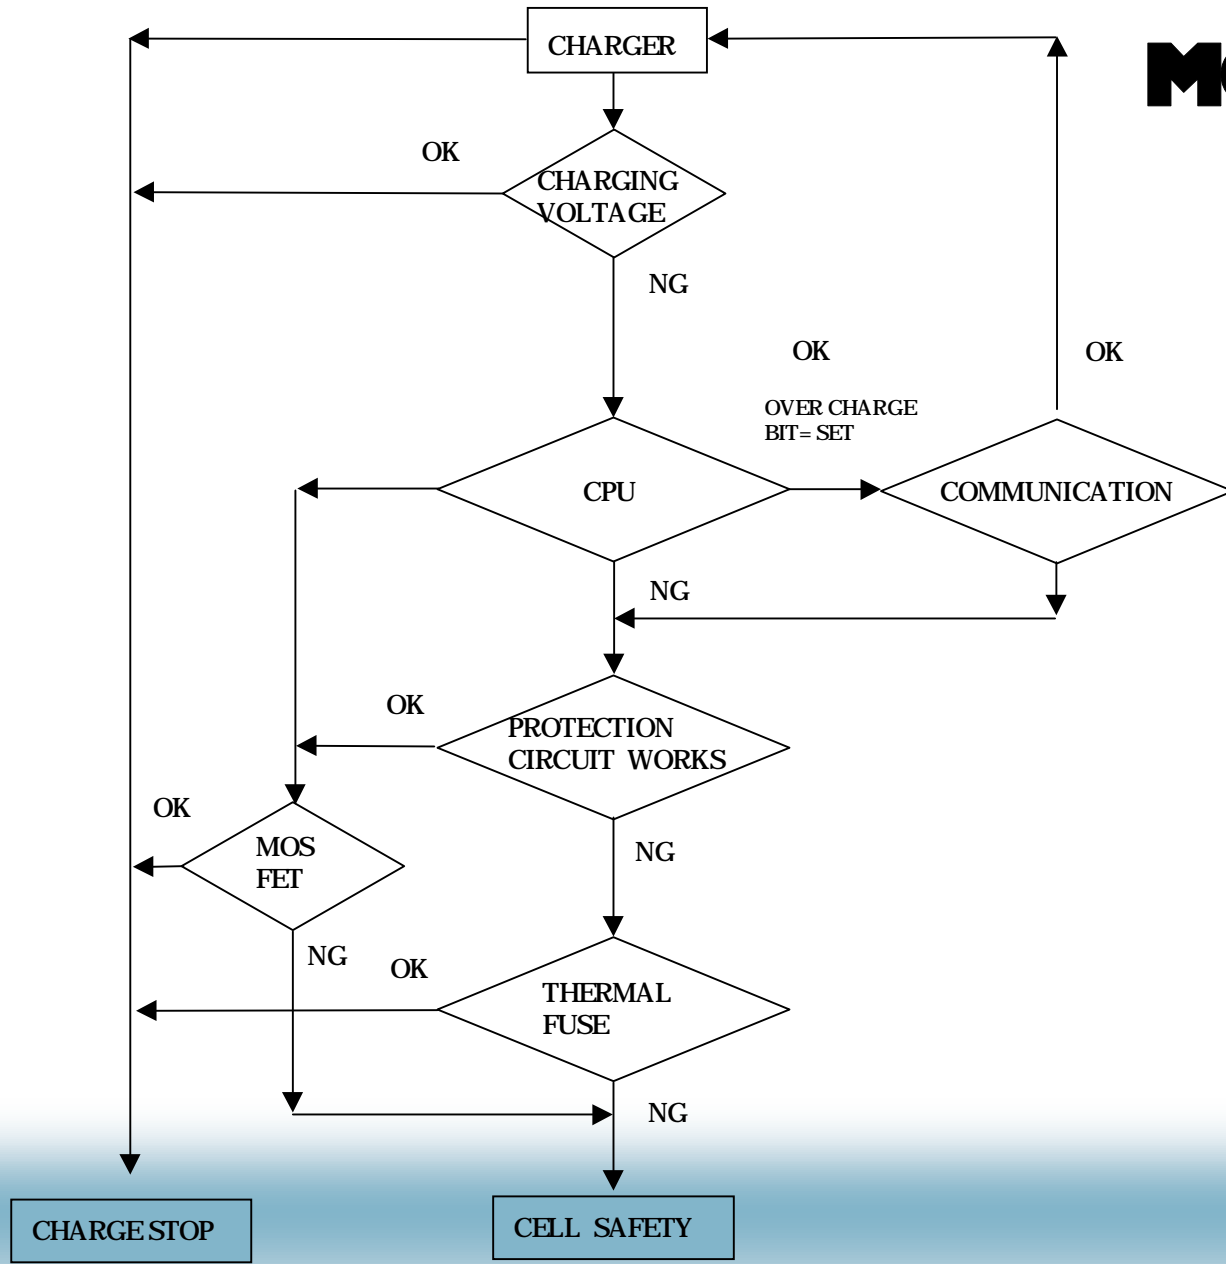 CHARGER
OK
CHARGING
VOLTAGE
NG
OK
OK
OVER CHARGE
BIT= SET
CPU
COMMUNICATION
NG
OK
PROTECTION
CIRCUIT WORKS
OK
MOS
FET
NG
NG
OK
THERMAL
FUSE
NG
CHARGE STOP
CELL SAFETY